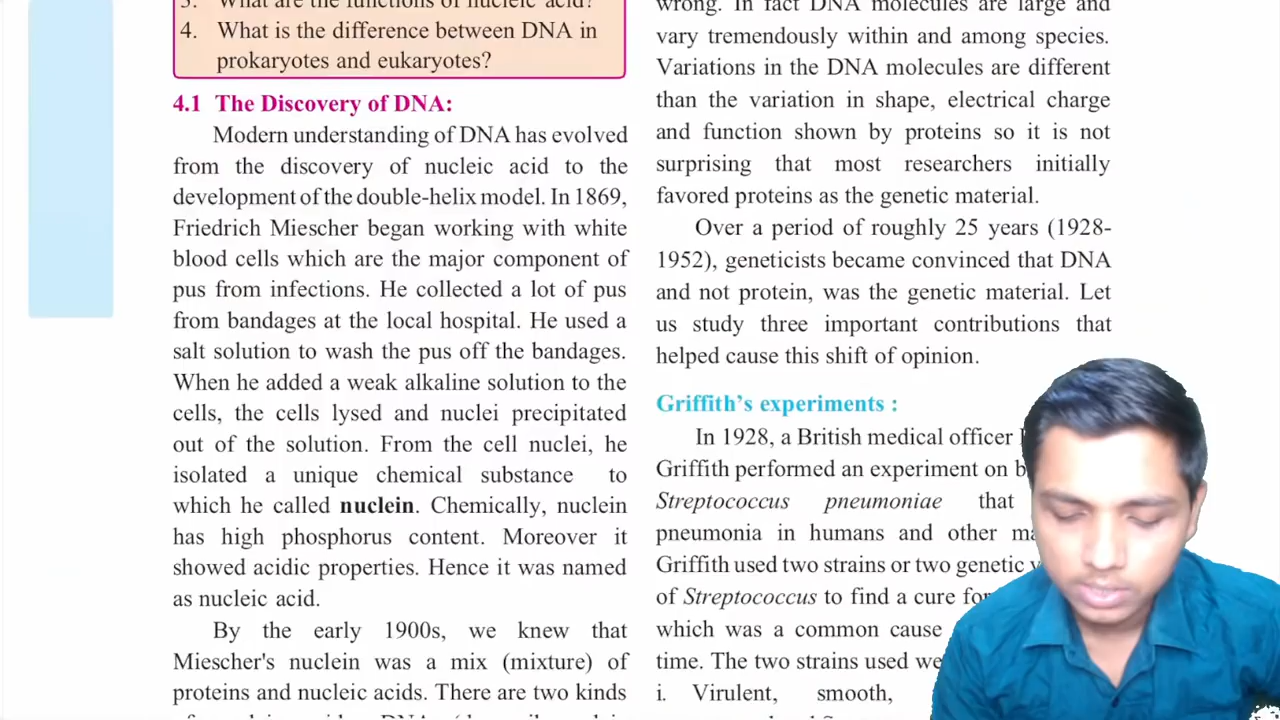 3. What are the functions of nucleic acid?
4. What is the difference between DNA in
prokaryotes and eukaryotes?
4.1 The Discovery of DNA:
Modern understanding of DNA has evolved
from the discovery of nucleic acid to the
development of the double-helix model. In 1869,
Friedrich Miescher began working with white
blood cells which are the major component of
pus from infections. He collected a lot of pus
from bandages at the local hospital. He used a
salt solution to wash the pus off the bandages.
When he added a weak alkaline solution to the
cells, the cells lysed and nuclei precipitated
out of the solution. From the cell nuclei, he
isolated a unique chemical substance to
which he called nuclein. Chemically, nuclein
has high phosphorus content. Moreover it
showed acidic properties. Hence it was named
as nucleic acid.
By the early 1900s, we knew that
Miescher's nuclein was a mix (mixture) of
proteins and nucleic acids. There are two kinds
wrong. In fact DNA molecules are large and
vary tremendously within and among species.
Variations in the DNA molecules are different
than the variation in shape, electrical charge
and function shown by proteins so it is not
surprising that most researchers initially
favored proteins as the genetic material.
Over a period of roughly 25 years (1928-
1952), geneticists became convinced that DNA
and not protein, was the genetic material. Let
us study three important contributions that
helped cause this shift of opinion.
Griffith's experiments :
In 1928, a British medical officer
Griffith performed an experiment on
Streptococcus pneumoniae that
pneumonia in humans and other
Griffith used two strains or two genetic
of Streptococcus to find a cure for
which was a common cause
time. The two strains used
i. Virulent, smooth,